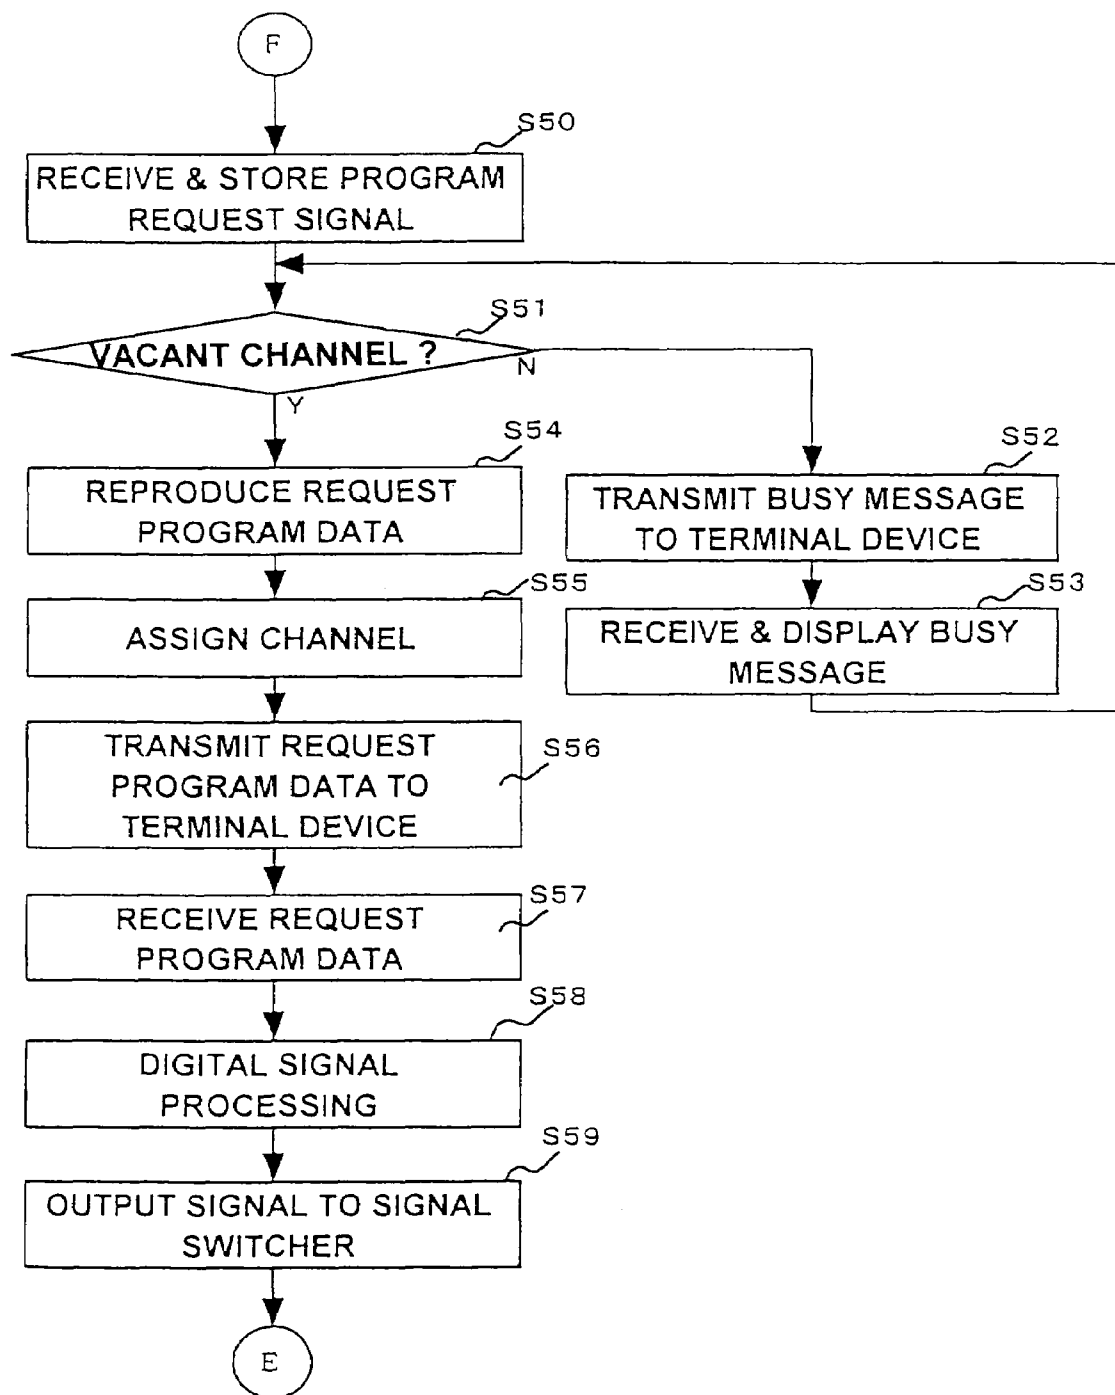 F
S50
RECEIVE & STORE PROGRAM
REQUEST SIGNAL
S51
VACANT CHANNEL ?
N
Y
S54
REPRODUCE REQUEST
PROGRAM DATA
S52
TRANSMIT BUSY MESSAGE
TO TERMINAL DEVICE
S55
ASSIGN CHANNEL
S53
RECEIVE & DISPLAY BUSY
MESSAGE
S56
TRANSMIT REQUEST
PROGRAM DATA TO
TERMINAL DEVICE
S57
RECEIVE REQUEST
PROGRAM DATA
S58
DIGITAL SIGNAL
PROCESSING
S59
OUTPUT SIGNAL TO SIGNAL
SWITCHER
E